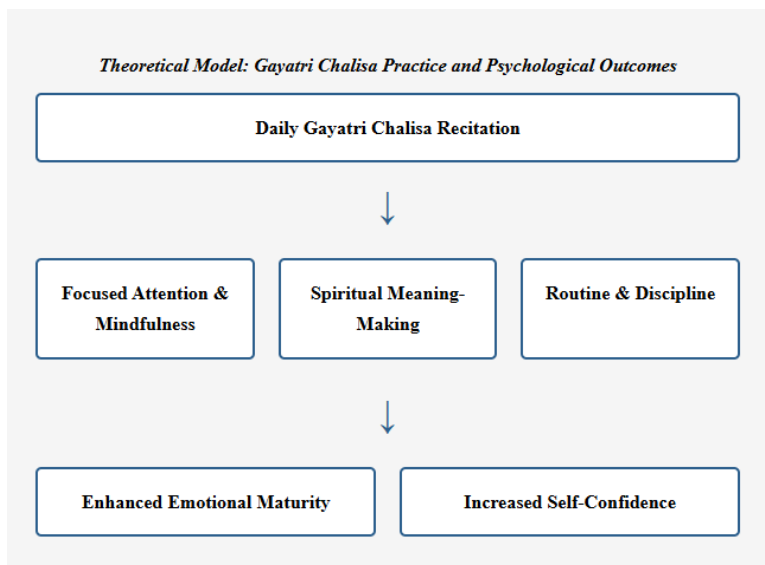 Theoretical Model: Gayatri Chalisa Practice and Psychological Outcomes
Daily Gayatri Chalisa Recitation
Focused Attention &
Mindfulness
Spiritual Meaning-
Making
Routine & Discipline
Enhanced Emotional Maturity
Increased Self-Confidence